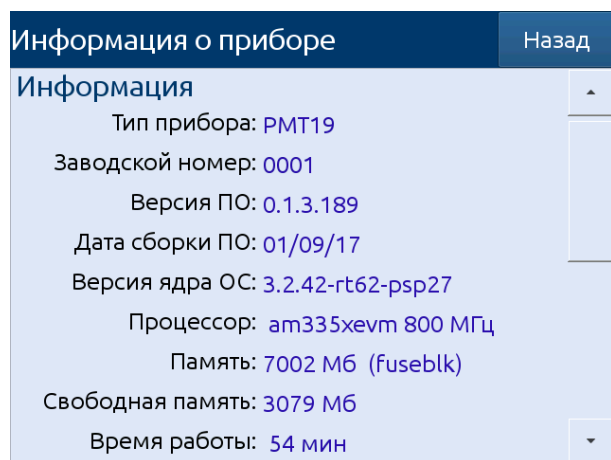 Информация о приборе Назад
Информация
Тип прибора: РМТ19
Заводской номер: 0001
Версия ПО: 0.1.3.189
Дата сборки ПО: 01/09/17
Версия ядра ОС: 3.2.42-rt62-psp27
Процессор: am335xevm 800 МГц
Память: 7002 Мб (fuseblk)
Свободная память: 3079 Мб
Время работы: 54 мин